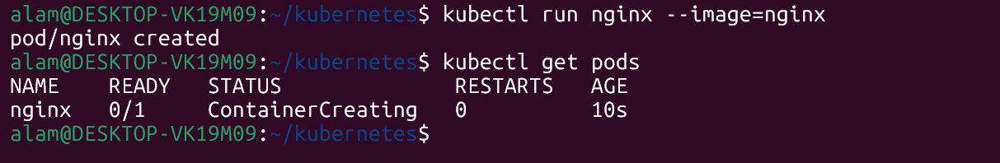 alam@DESKTOP-VK19M09:~/kubernetes$ kubectl run nginx --image=nginx
pod/nginx created
alam@DESKTOP-VK19M09:~/kubernetes$ kubectl get pods
NAME    READY   STATUS              RESTARTS   AGE
nginx   0/1     ContainerCreating   0          10s
alam@DESKTOP-VK19M09:~/kubernetes$